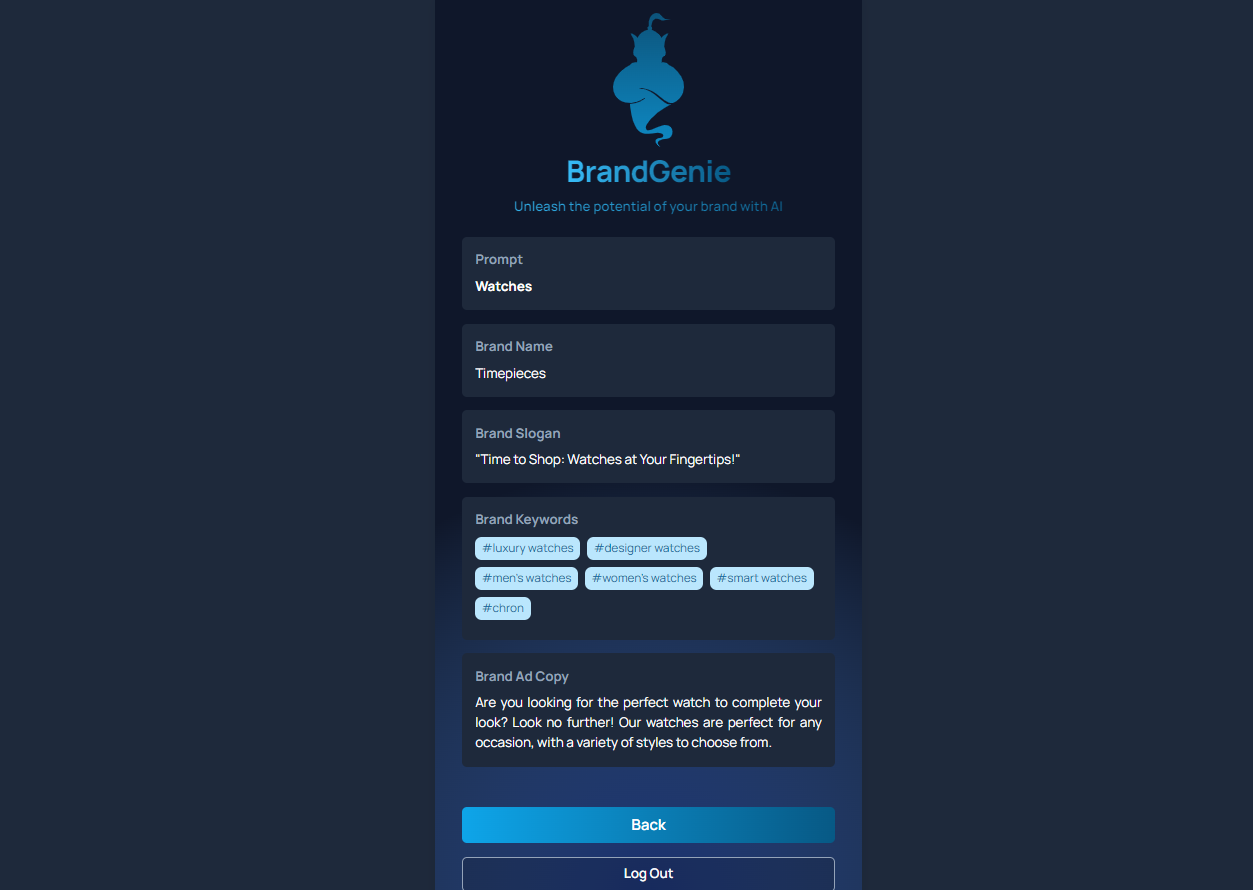 BrandGenie
Unleash the potential of your brand with AI
Prompt
Watches
Brand Name
Timepieces
Brand Slogan
"Time to Shop: Watches at Your Fingertips!"
Brand Keywords
#luxury watches #designer watches
#men's watches #women's watches #smart watches
#chron
Brand Ad Copy
Are you looking for the perfect watch to complete your
look? Look no further! Our watches are perfect for any
occasion, with a variety of styles to choose from.
Back
Log Out